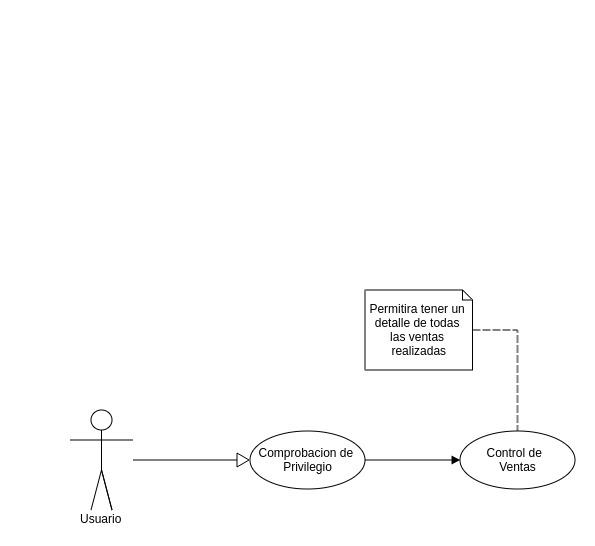 Permitira tener un
detalle de todas
las ventas
realizadas
Comprobacion de
Privilegio
Control de
Ventas
Usuario